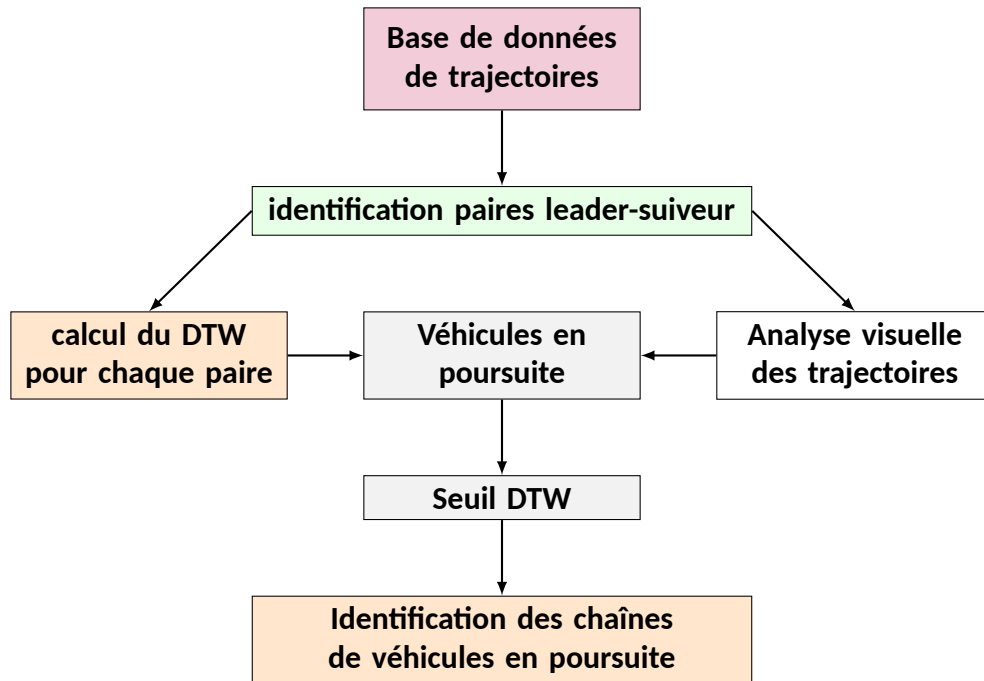 Base de données
de trajectoires
identification paires leader-suiveur
calcul du DTW
pour chaque paire
Véhicules en
poursuite
Analyse visuelle
des trajectoires
Seuil DTW
Identification des chaînes
de véhicules en poursuite